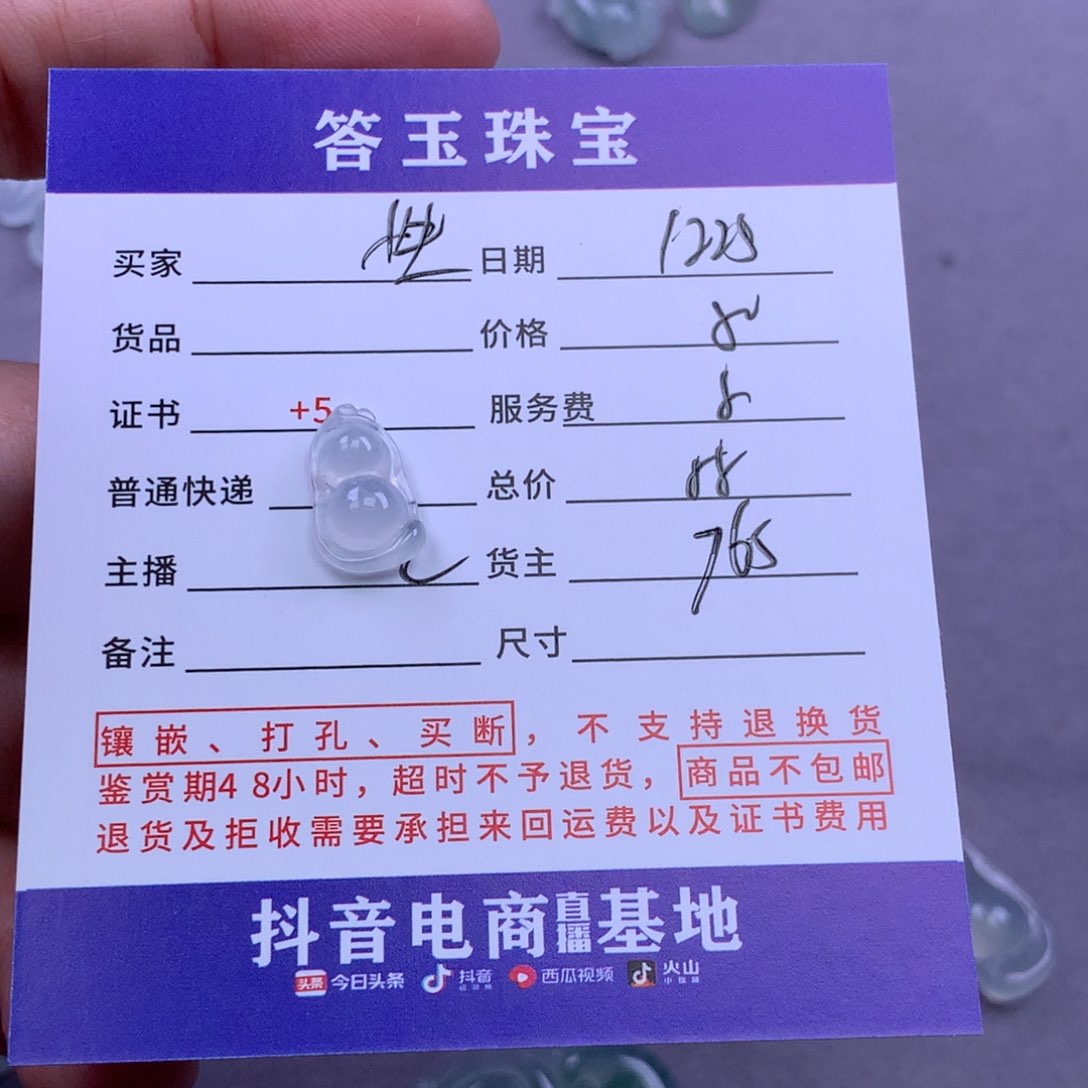 答玉珠宝
买家 日期 1225
货品 价格
证书 +5 服务费 8
普通快递 总价 88
主播 货主 765
备注 尺寸
镶嵌、打孔、买断，不支持退换货
鉴赏期48小时，超时不予退货，商品不包邮
退货及拒收需要承担来回运费以及证书费用
抖音电商直播基地
头条 今日头条 抖音 西瓜视频 火山